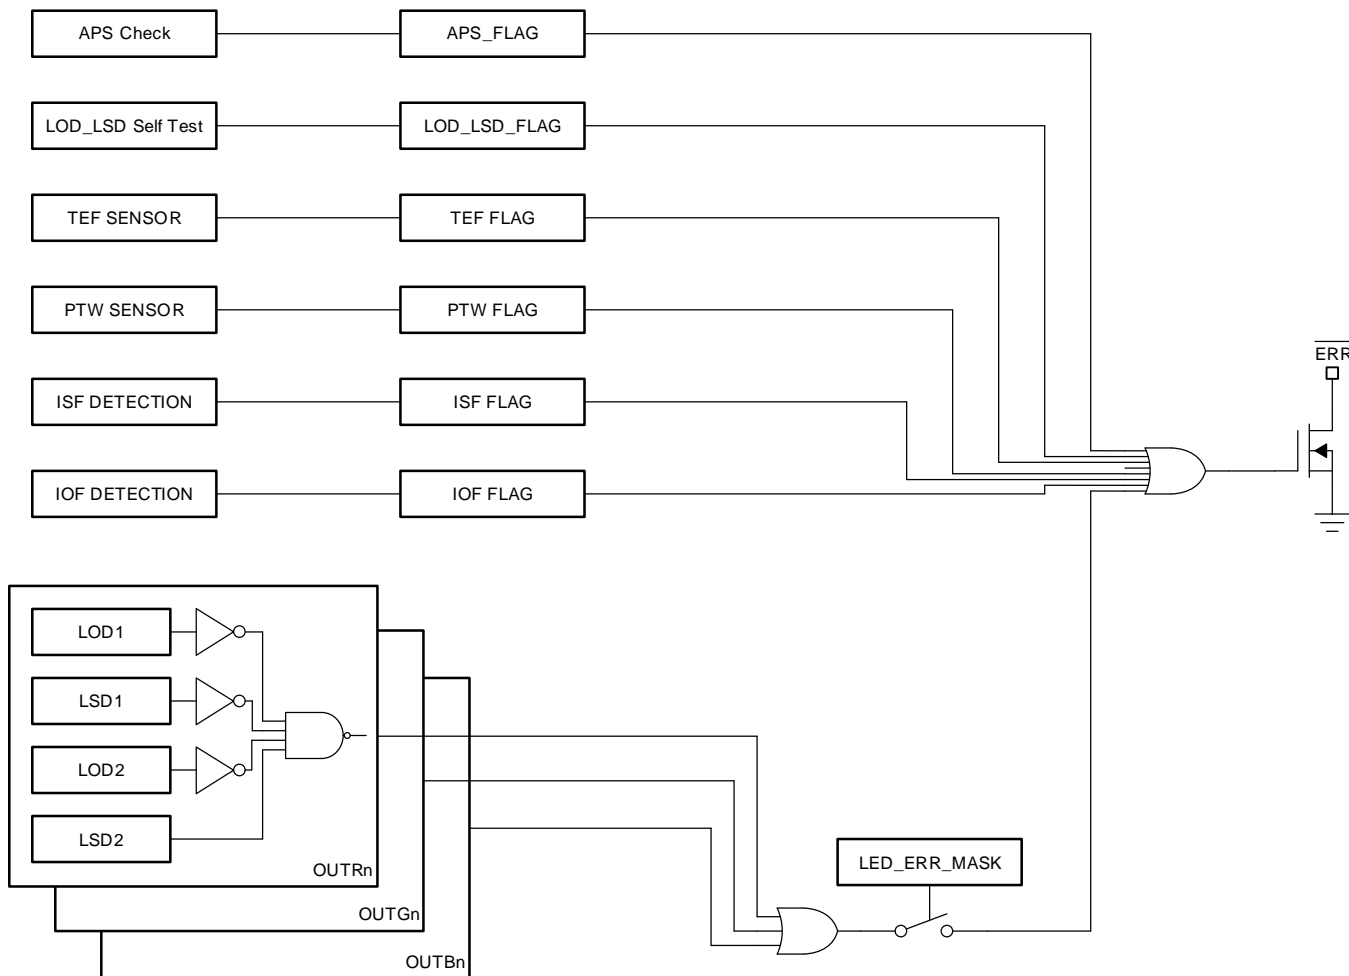 APS Check
APS_FLAG
LOD_LSD Self Test
LOD_LSD_FLAG
TEF SENSOR
TEF FLAG
PTW SENSOR
PTW FLAG
ERR
ISF DETECTION
ISF FLAG
IOF DETECTION
IOF FLAG
LOD1
LSD1
LOD2
LSD2
OUTRn
LED_ERR_MASK
OUTGn
OUTBn